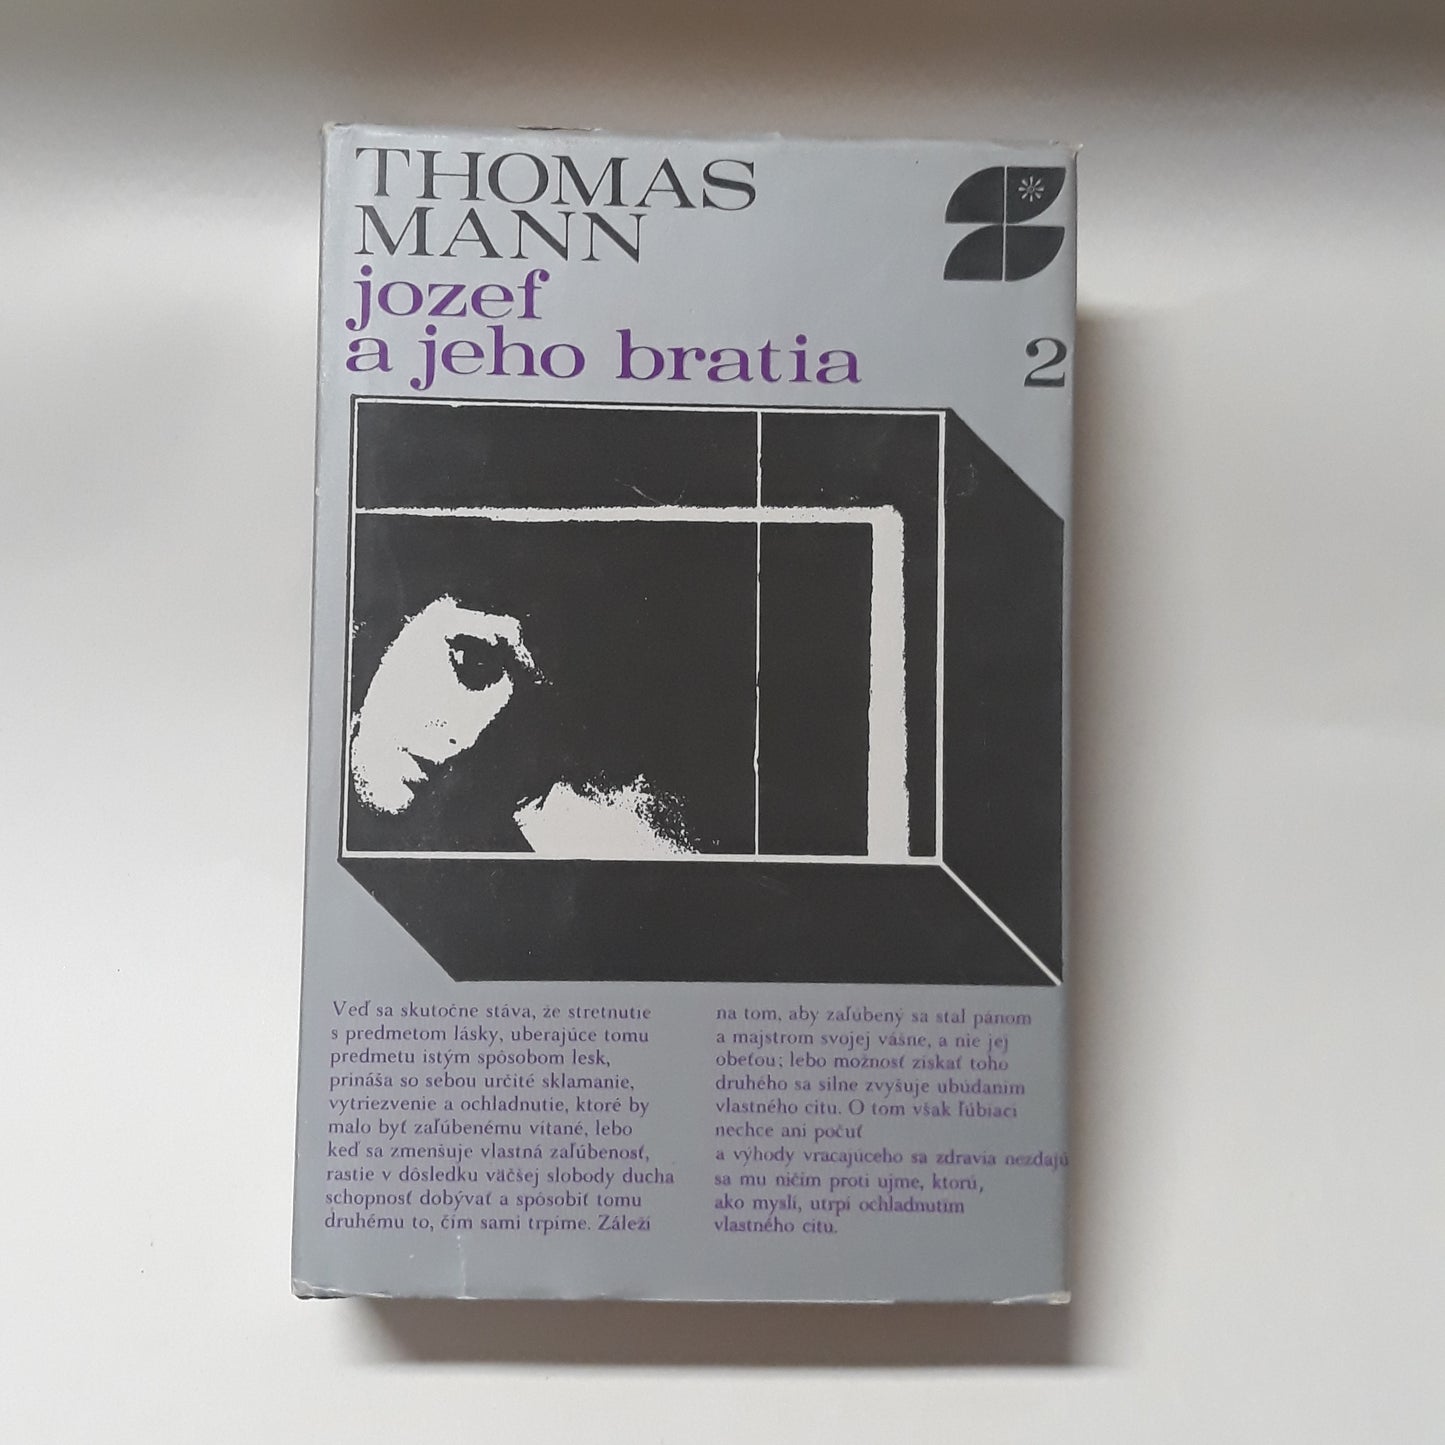 THOMAS
MANN
jozef
a jeho bratia
2
Veď sa skutočne stáva, že stretnutie
s predmetom lásky, uberajúce tomu
predmetu istým spôsobom lesk,
prináša so sebou určité sklamanie,
vytriezvenie a ochladnutie, ktoré by
malo byť zaľúbenému vítané, lebo
keď sa zmenšuje vlastná zaľúbenosť,
rastie v dôsledku väčšej slobody ducha
schopnosť dobývať a spôsobiť tomu
druhému to, čím sami trpíme. Záleží
na tom, aby zaľúbený sa stal pánom
a majstrom svojej vášne, a nie jej
obeťou; lebo možnosť získať toho
druhého sa silne zvyšuje ubúdaním
vlastného citu. O tom však ľúbiaci
nechce ani počuť
a výhody vracajúceho sa zdravia nezdajú
sa mu ničím proti ujme, ktorú,
ako myslí, utrpí ochladnutím
vlastného citu.